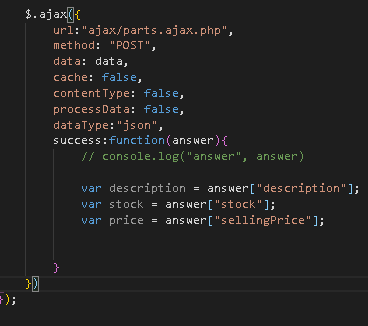 $.ajax({
url:"ajax/parts.ajax.php",
method: "POST",
data: data,
cache: false,
contentType: false,
processData: false,
dataType:"json",
success:function(answer){
// console.log("answer", answer)
var description = answer["description"];
var stock = answer["stock"];
var price = answer["sellingPrice"];
}
})
});